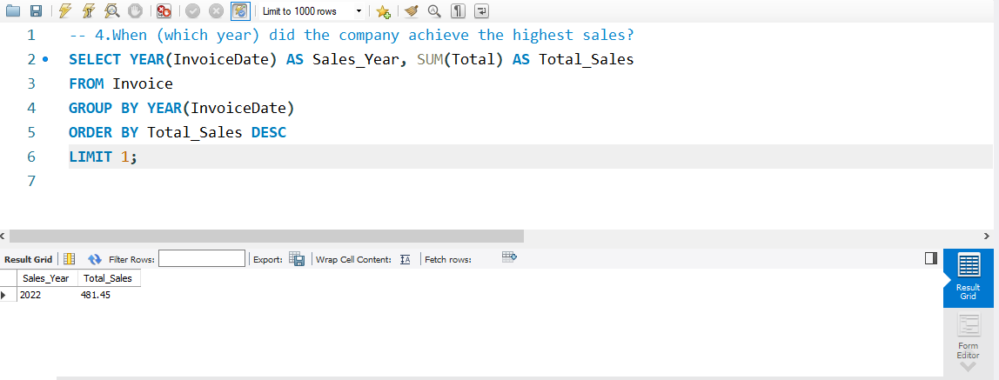 Limit to 1000 rows
1 -- 4.When (which year) did the company achieve the highest sales?
2 SELECT YEAR(InvoiceDate) AS Sales_Year, SUM(Total) AS Total_Sales
3 FROM Invoice
4 GROUP BY YEAR(InvoiceDate)
5 ORDER BY Total_Sales DESC
6 LIMIT 1;
7
Result Grid Filter Rows: Export: Wrap Cell Content: Fetch rows:
Sales_Year Total_Sales
2022 481.45
Result
Grid
Form
Editor